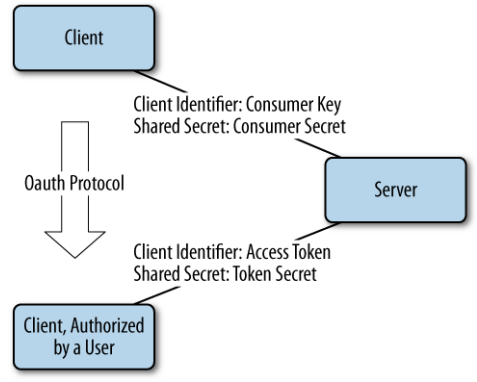 Client
Client Identifier: Consumer Key
Shared Secret: Consumer Secret
Oauth Protocol
Server
Client Identifier: Access Token
Shared Secret: Token Secret
Client, Authorized
by a User